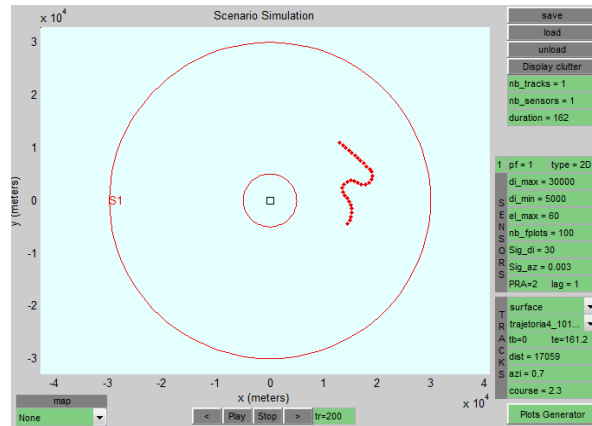 x 10^4
Scenario Simulation
save
load
unload
Display clutter
nb_tracks = 1
nb_sensors = 1
duration = 162
3
2
1
0
-1
-2
-3
y (meters)
S1
1 pf = 1 type = 2D
SENSORS
di_max = 30000
di_min = 5000
el_max = 60
nb_fplots = 100
Sig_di = 30
Sig_az = 0.003
PRA=2 lag = 1
TRACKS
surface
trajetoria4_101...
tb=0 te=161.2
dist = 17059
azi = 0.7
course = 2.3
-4 -3 -2 -1 0 1 2 3 4
x (meters)
x 10^4
map
None
< Play Stop > tr=200
Plots Generator